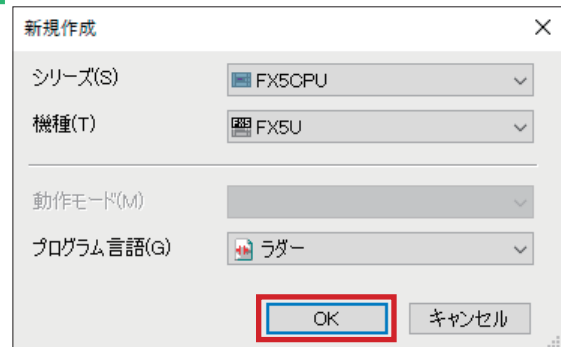 新規作成
シリーズ(S) FX5CPU
機種(T) FX5U
動作モード(M)
プログラム言語(G) ラダー
OK キャンセル